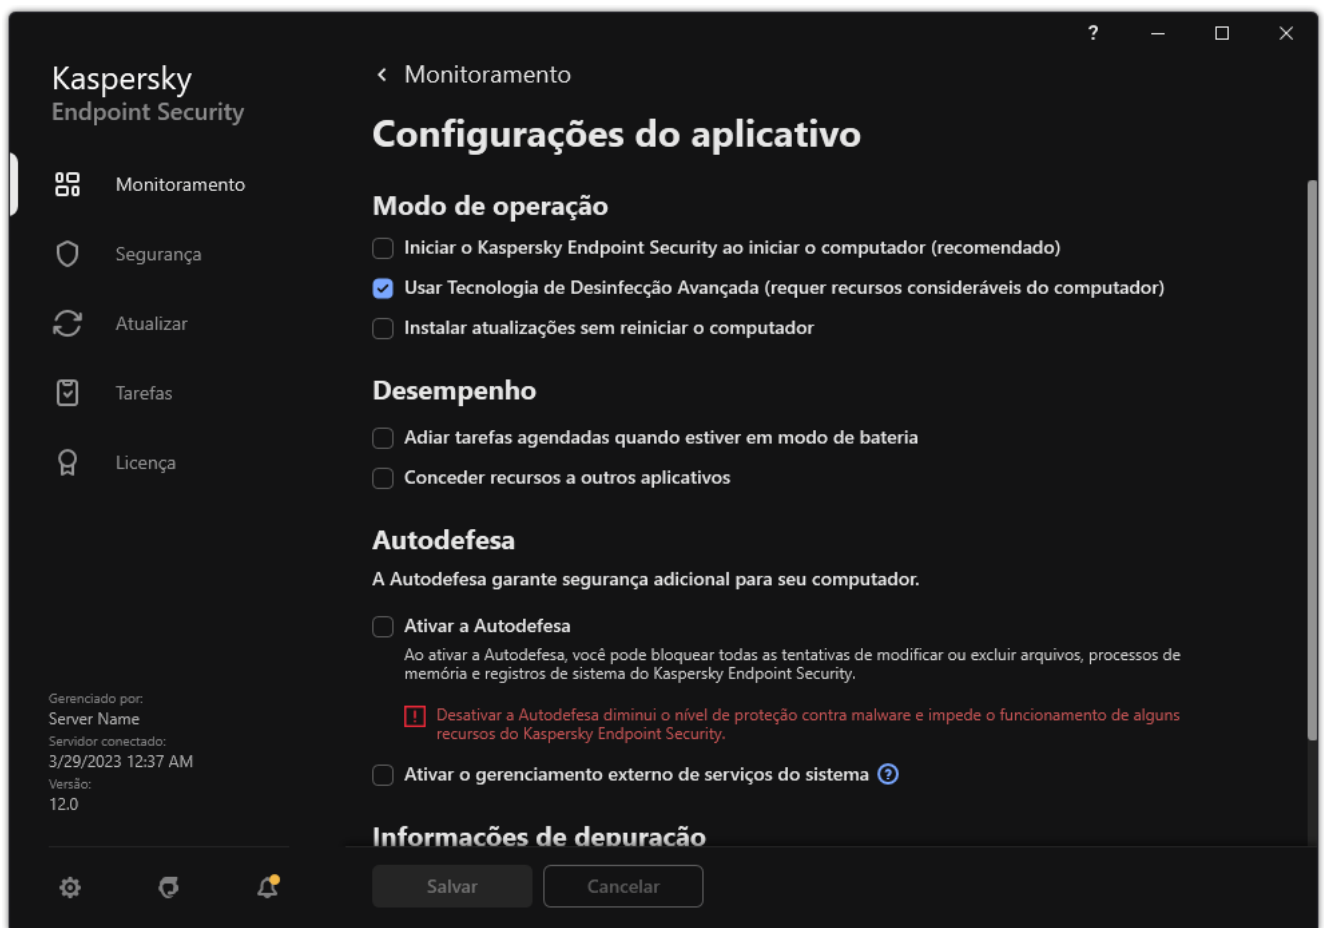 ?
Kaspersky
Endpoint Security
Monitoramento
Segurança
Atualizar
Tarefas
Licença
Gerenciado por:
Server Name
Servidor conectado:
3/29/2023 12:37 AM
Versão:
12.0
Monitoramento
Configurações do aplicativo
Modo de operação
Iniciar o Kaspersky Endpoint Security ao iniciar o computador (recomendado)
Usar Tecnologia de Desinfecção Avançada (requer recursos consideráveis do computador)
Instalar atualizações sem reiniciar o computador
Desempenho
Adiar tarefas agendadas quando estiver em modo de bateria
Conceder recursos a outros aplicativos
Autodefesa
A Autodefesa garante segurança adicional para seu computador.
Ativar a Autodefesa
Ao ativar a Autodefesa, você pode bloquear todas as tentativas de modificar ou excluir arquivos, processos de
memória e registros de sistema do Kaspersky Endpoint Security.
Desativar a Autodefesa diminui o nível de proteção contra malware e impede o funcionamento de alguns
recursos do Kaspersky Endpoint Security.
Ativar o gerenciamento externo de serviços do sistema ?
Informações de depuração
Salvar
Cancelar